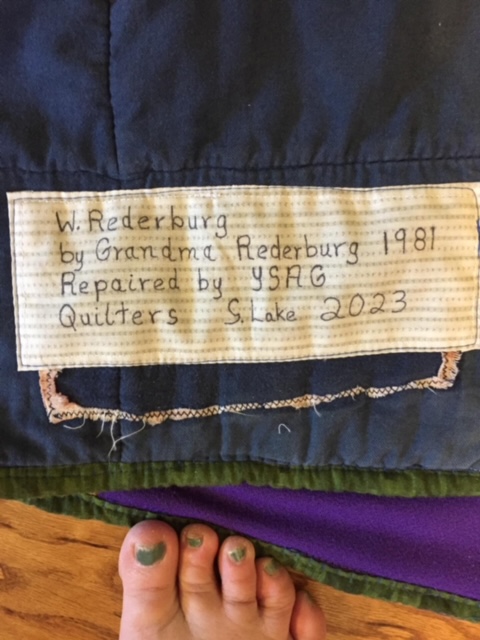 W. Rederburg
by Grandma Rederburg 1981
Repaired by YSAG
Quilters S. Lake 2023